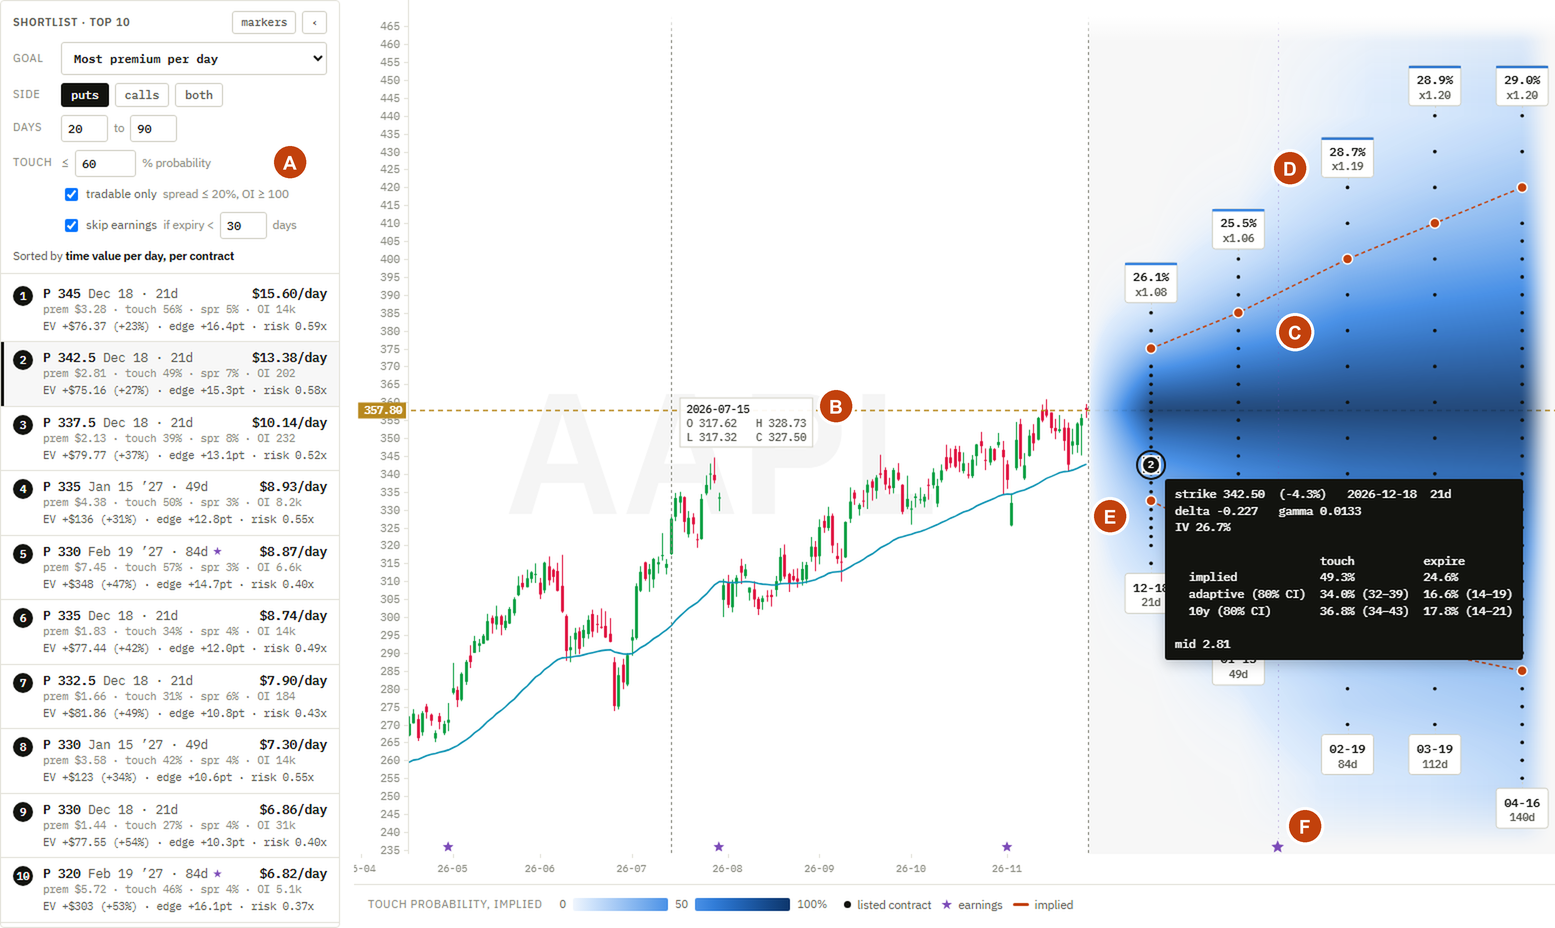 SHORTLIST · TOP 10
markers
‹
GOAL
Most premium per day
SIDE
puts
calls
both
DAYS
20
to
90
TOUCH ≤
60
% probability
A
tradable only spread ≤ 20%, OI ≥ 100
skip earnings if expiry <
30
days
Sorted by time value per day, per contract
1
P 345 Dec 18 · 21d $15.60/day
prem $3.28 · touch 56% · spr 5% · OI 14k
EV +$76.37 (+23%) · edge +16.4pt · risk 0.59x
2
P 342.5 Dec 18 · 21d $13.38/day
prem $2.81 · touch 49% · spr 7% · OI 202
EV +$75.16 (+27%) · edge +15.3pt · risk 0.58x
3
P 337.5 Dec 18 · 21d $10.14/day
prem $2.13 · touch 39% · spr 8% · OI 232
EV +$79.77 (+37%) · edge +13.1pt · risk 0.52x
4
P 335 Jan 15 ’27 · 49d $8.93/day
prem $4.38 · touch 50% · spr 3% · OI 8.2k
EV +$136 (+31%) · edge +12.8pt · risk 0.55x
5
P 330 Feb 19 ’27 · 84d ★ $8.87/day
prem $7.45 · touch 57% · spr 3% · OI 6.6k
EV +$348 (+47%) · edge +14.7pt · risk 0.40x
6
P 335 Dec 18 · 21d $8.74/day
prem $1.83 · touch 34% · spr 4% · OI 14k
EV +$77.44 (+42%) · edge +12.0pt · risk 0.49x
7
P 332.5 Dec 18 · 21d $7.90/day
prem $1.66 · touch 31% · spr 6% · OI 184
EV +$81.86 (+49%) · edge +10.8pt · risk 0.43x
8
P 330 Jan 15 ’27 · 49d $7.30/day
prem $3.58 · touch 42% · spr 4% · OI 14k
EV +$123 (+34%) · edge +10.6pt · risk 0.55x
9
P 330 Dec 18 · 21d $6.86/day
prem $1.44 · touch 27% · spr 4% · OI 31k
EV +$77.55 (+54%) · edge +10.3pt · risk 0.40x
10
P 320 Feb 19 ’27 · 84d ★ $6.82/day
prem $5.72 · touch 46% · spr 4% · OI 5.1k
EV +$303 (+53%) · edge +16.1pt · risk 0.37x
465
460
455
450
445
440
435
430
425
420
415
410
405
400
395
390
385
380
375
370
365
357.80
355
350
345
340
335
330
325
320
315
310
305
300
295
290
285
280
275
270
265
260
255
250
245
240
235
AAPL
2026-07-15
O 317.62 H 328.73
L 317.32 C 327.50
B
26.1%
x1.08
25.5%
x1.06
28.7%
x1.19
28.9%
x1.20
29.0%
x1.20
D
C
E
2
strike 342.50 (-4.3%) 2026-12-18 21d
delta -0.227 gamma 0.0133
IV 26.7%
touch expire
implied 49.3% 24.6%
adaptive (80% CI) 34.0% (32–39) 16.6% (14–19)
10y (80% CI) 36.8% (34–43) 17.8% (14–21)
mid 2.81
12-18
21d
49d
02-19
84d
03-19
112d
04-16
140d
F
26-05
26-06
26-07
26-08
26-09
26-10
26-11
TOUCH PROBABILITY, IMPLIED 0 50 100% listed contract ★ earnings implied